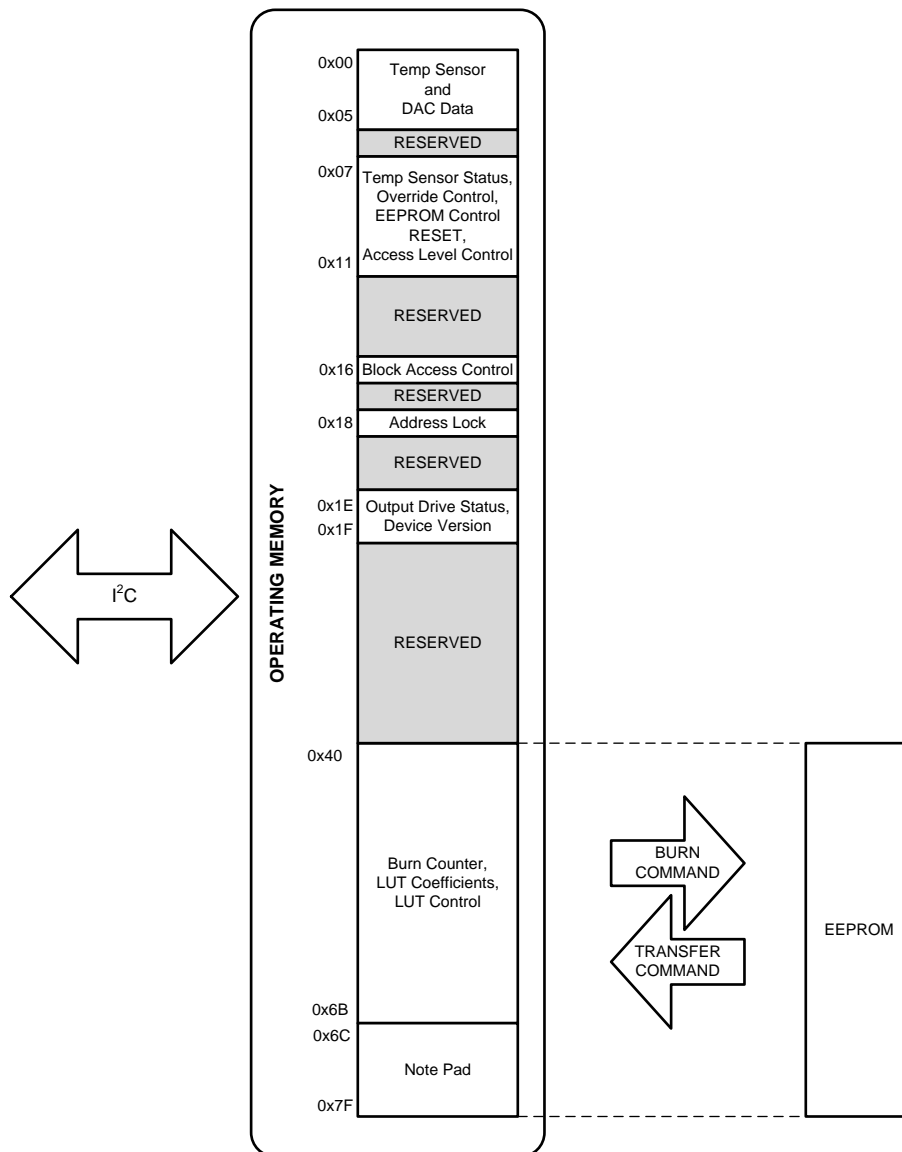 0x00
Temp Sensor
and
DAC Data
0x05
RESERVED
0x07
Temp Sensor Status,
Override Control,
EEPROM Control
RESET,
Access Level Control
0x11
RESERVED
0x16
Block Access Control
RESERVED
0x18
Address Lock
RESERVED
0x1E
Output Drive Status,
Device Version
0x1F
OPERATING MEMORY
I²C
RESERVED
0x40
Burn Counter,
LUT Coefficients,
LUT Control
BURN
COMMAND
TRANSFER
COMMAND
EEPROM
0x6B
0x6C
Note Pad
0x7F